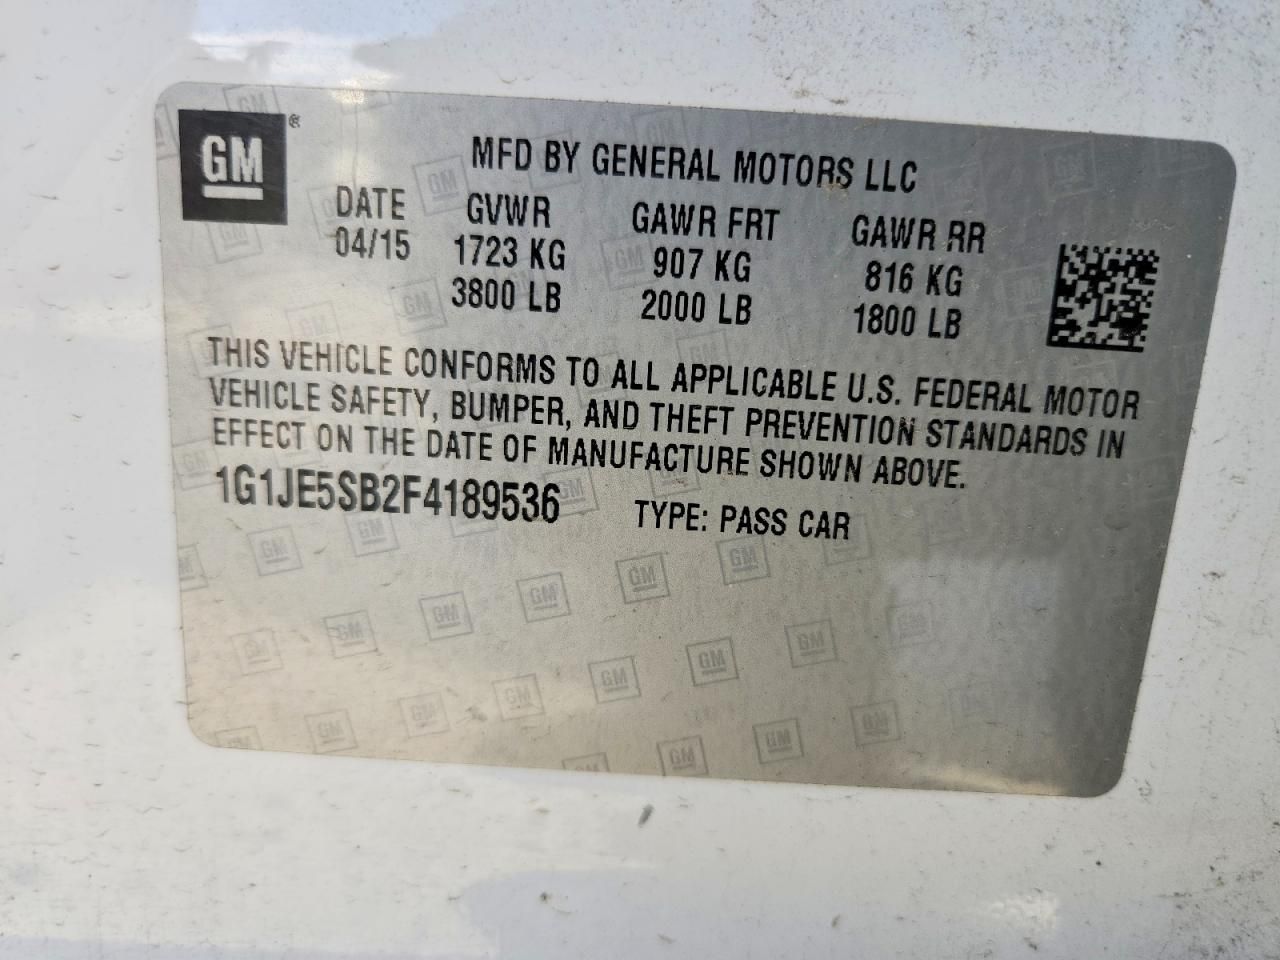 GM®
MFD BY GENERAL MOTORS LLC
DATE GVWR GAWR FRT GAWR RR
04/15 1723 KG 907 KG 816 KG
3800 LB 2000 LB 1800 LB
THIS VEHICLE CONFORMS TO ALL APPLICABLE U.S. FEDERAL MOTOR
VEHICLE SAFETY, BUMPER, AND THEFT PREVENTION STANDARDS IN
EFFECT ON THE DATE OF MANUFACTURE SHOWN ABOVE.
1G1JE5SB2F4189536 TYPE: PASS CAR